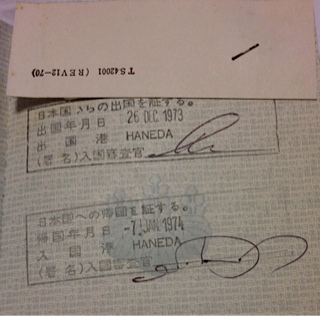 TS42001 (REV12-70)
日本国からの出国を証する。
出国年月日 26 DEC 1973
出国港 HANEDA
(署名)入国審査官
日本国への帰国を証する。
帰国年月日 -7. JAN 1974
入国港 HANEDA
(署名)入国審査官